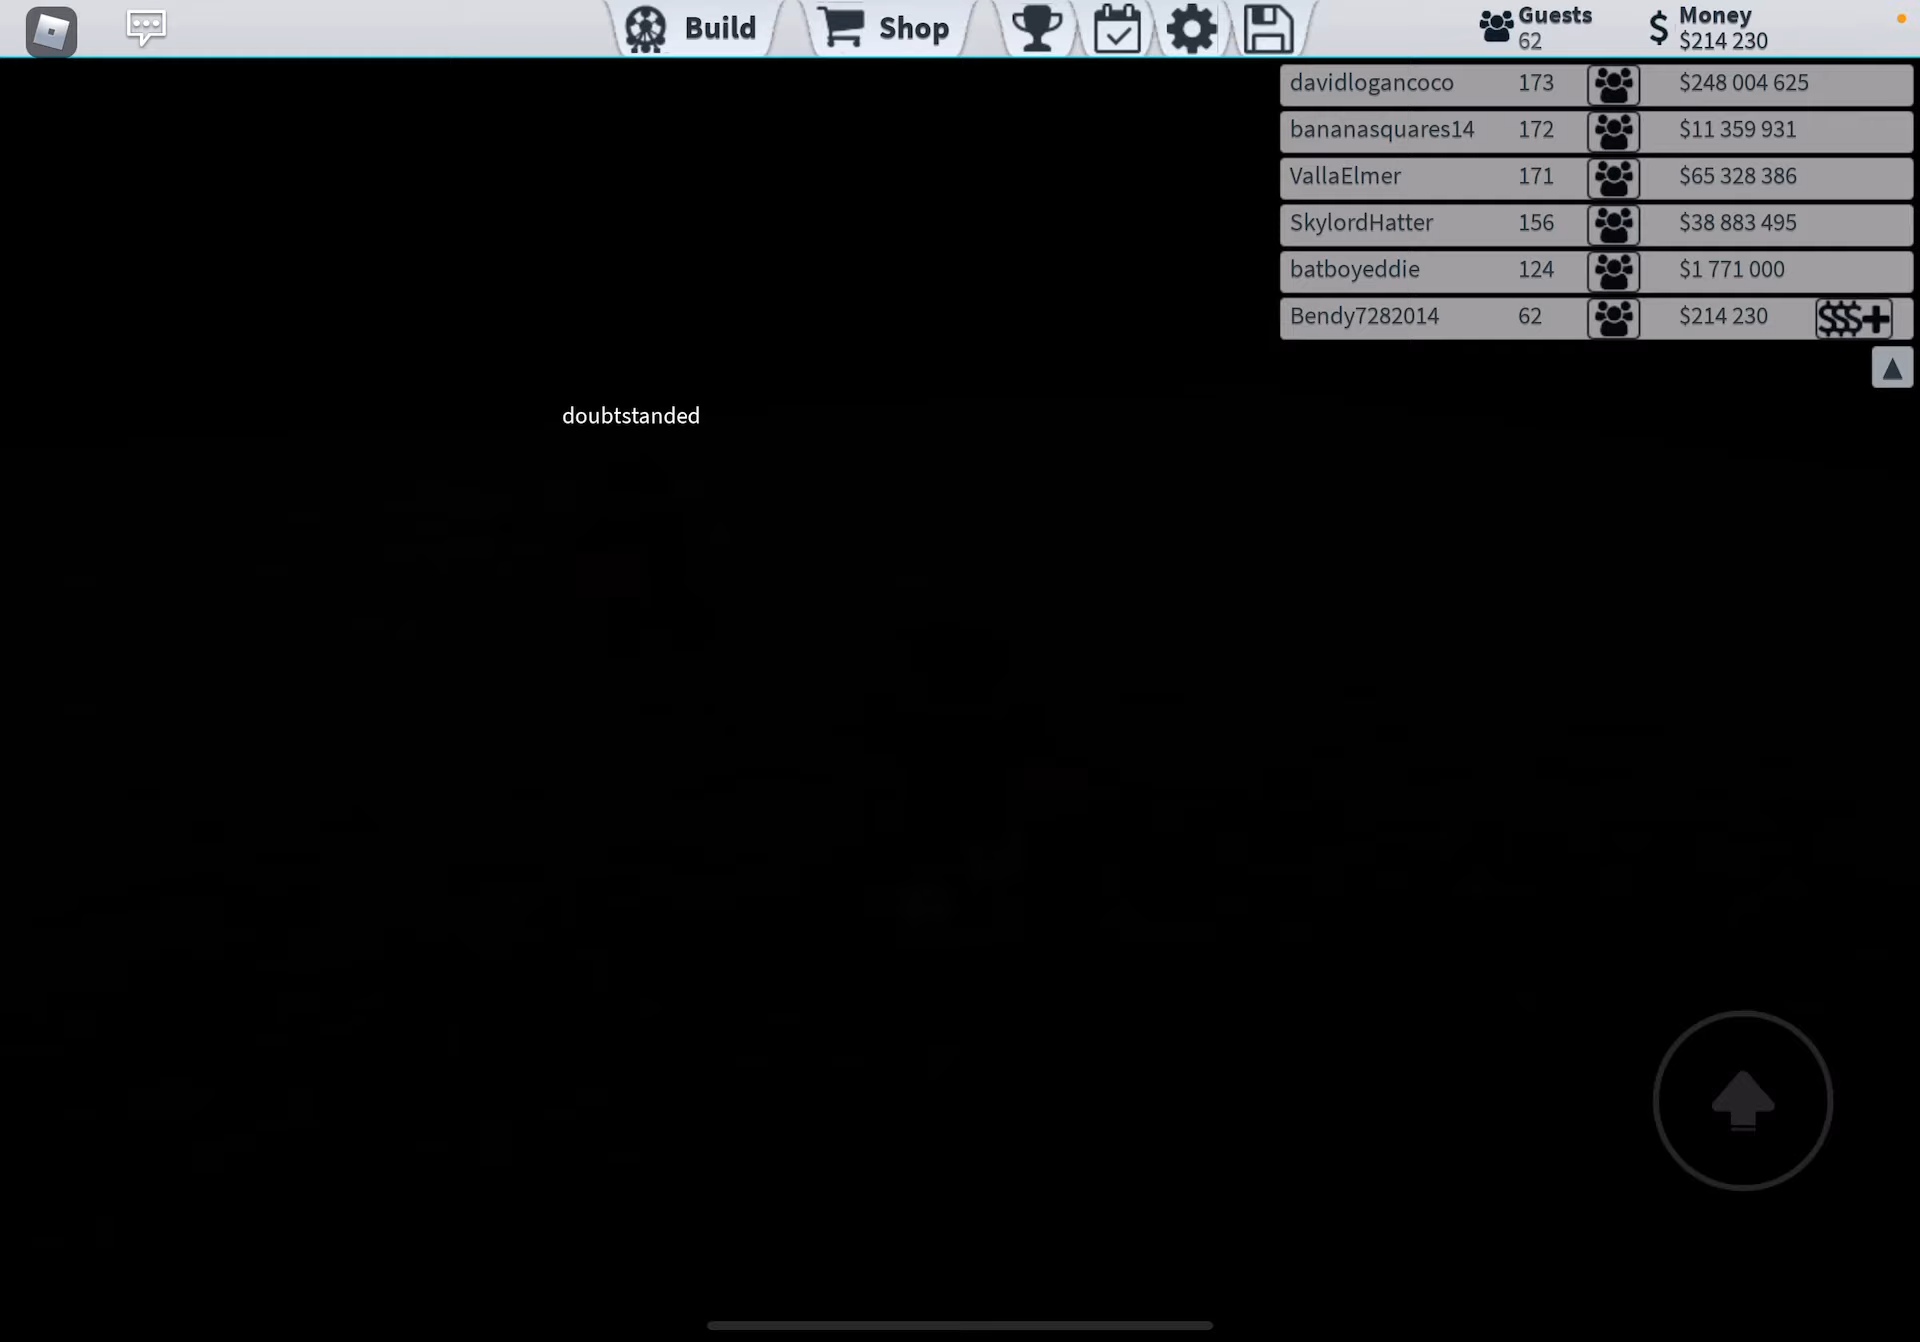 Build
Shop
Guests
62
Money
$214 230
davidlogancoco 173 $248 004 625
bananasquares14 172 $11 359 931
VallaElmer 171 $65 328 386
SkylordHatter 156 $38 883 495
batboyeddie 124 $1 771 000
Bendy7282014 62 $214 230 $$$+
doubtstanded